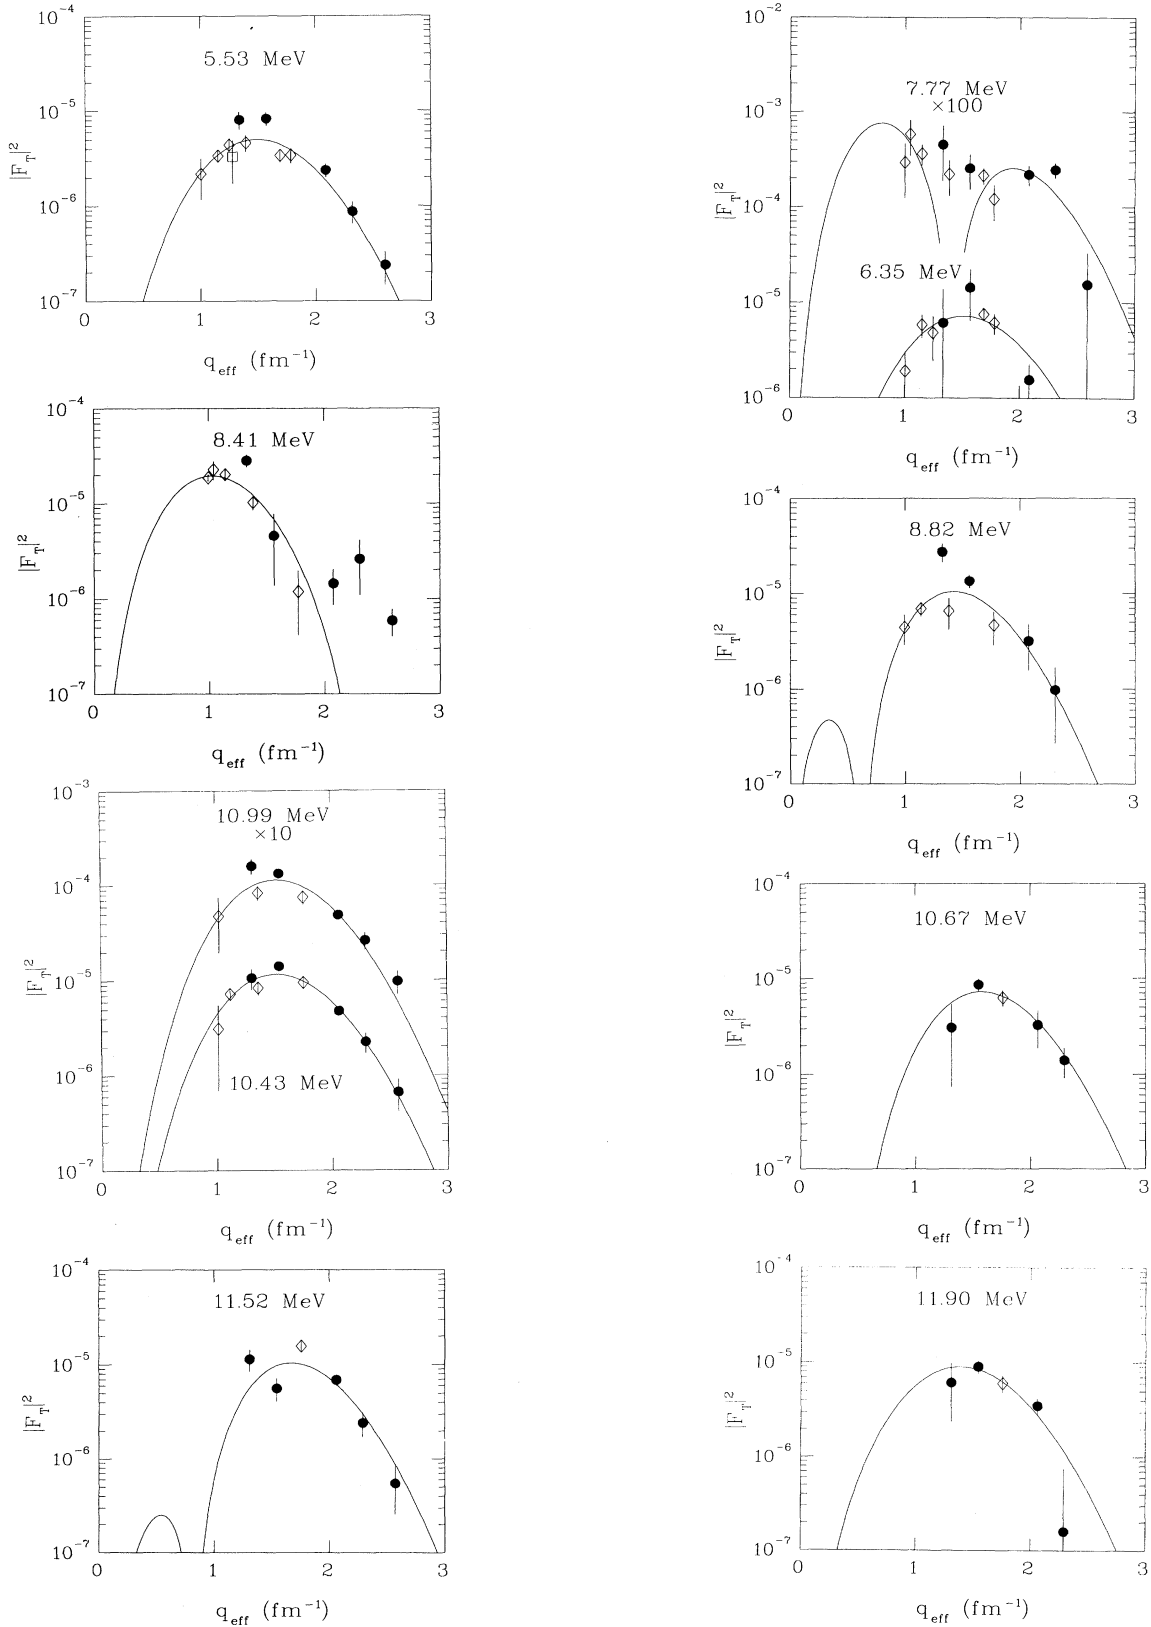 10⁻⁴
5.53 MeV
10⁻⁵
|F_T|²
10⁻⁶
10⁻⁷
0 1 2 3
q_eff (fm⁻¹)
10⁻²
7.77 MeV
×100
10⁻³
|F_T|²
10⁻⁴
6.35 MeV
10⁻⁵
10⁻⁶
0 1 2 3
q_eff (fm⁻¹)
10⁻⁴
8.41 MeV
10⁻⁵
|F_T|²
10⁻⁶
10⁻⁷
0 1 2 3
q_eff (fm⁻¹)
10⁻⁴
8.82 MeV
10⁻⁵
|F_T|²
10⁻⁶
10⁻⁷
0 1 2 3
q_eff (fm⁻¹)
10⁻³
10.99 MeV
×10
10⁻⁴
10⁻⁵
|F_T|²
10⁻⁶
10.43 MeV
10⁻⁷
0 1 2 3
q_eff (fm⁻¹)
10⁻⁴
10.67 MeV
10⁻⁵
|F_T|²
10⁻⁶
10⁻⁷
0 1 2 3
q_eff (fm⁻¹)
10⁻⁴
11.52 MeV
10⁻⁵
|F_T|²
10⁻⁶
10⁻⁷
0 1 2 3
q_eff (fm⁻¹)
10⁻⁴
11.90 MeV
10⁻⁵
|F_T|²
10⁻⁶
10⁻⁷
0 1 2 3
q_eff (fm⁻¹)